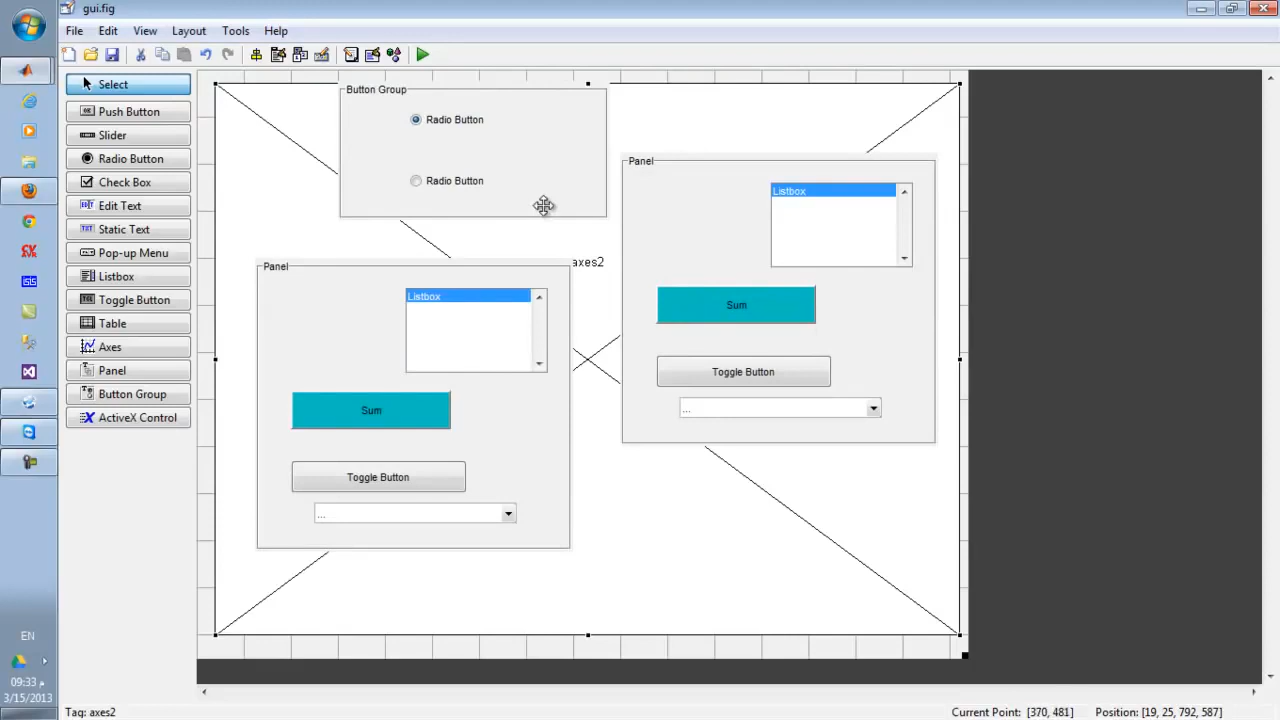 gui.fig
File Edit View Layout Tools Help
Select
Push Button
Slider
Radio Button
Check Box
Edit Text
Static Text
Pop-up Menu
Listbox
Toggle Button
Table
Axes
Panel
Button Group
ActiveX Control
Button Group
Radio Button
Radio Button
axes2
Panel
Listbox
Sum
Toggle Button
...
Panel
Listbox
Sum
Toggle Button
...
EN
09:33 م
3/15/2013
Tag: axes2
Current Point: [370, 481]
Position: [19, 25, 792, 587]